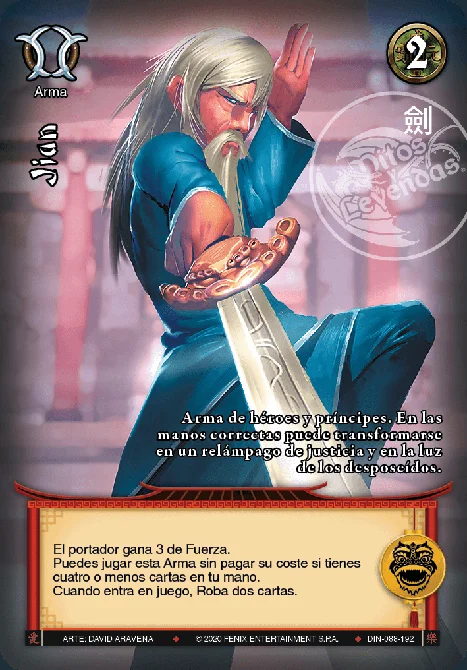 2
Arma
Jian
劍
Mitos y
Leyendas
Arma de héroes y príncipes. En las
manos correctas puede transformarse
en un relámpago de justicia y en la luz
de los desposeídos.
El portador gana 3 de Fuerza.
Puedes jugar esta Arma sin pagar su coste si tienes
cuatro o menos cartas en tu mano.
Cuando entra en juego, Roba dos cartas.
ARTE: DAVID ARAVENA ♦ © 2020 FENIX ENTERTAINMENT S.P.A. ♦ DIN-088-192